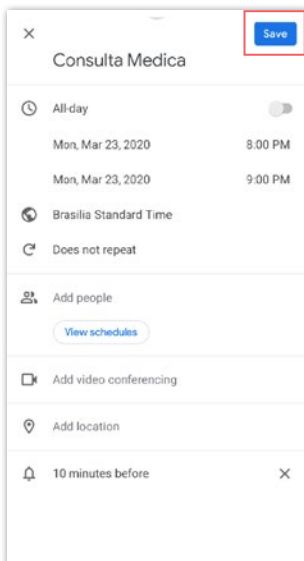 Save
Consulta Medica
All-day
Mon, Mar 23, 2020 8:00 PM
Mon, Mar 23, 2020 9:00 PM
Brasilia Standard Time
Does not repeat
Add people
View schedules
Add video conferencing
Add location
10 minutes before